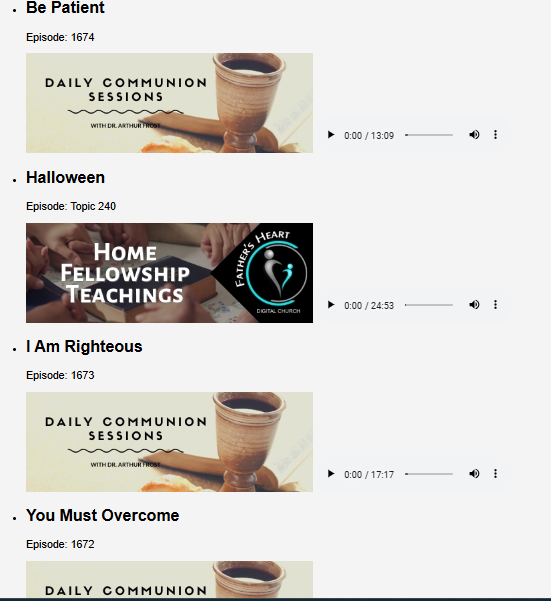 Be Patient
Episode: 1674
DAILY COMMUNION
SESSIONS
WITH DR. ARTHUR FROST
0:00 / 13:09
Halloween
Episode: Topic 240
HOME
FELLOWSHIP
TEACHINGS
FATHER'S HEART
DIGITAL CHURCH
0:00 / 24:53
I Am Righteous
Episode: 1673
DAILY COMMUNION
SESSIONS
WITH DR. ARTHUR FROST
0:00 / 17:17
You Must Overcome
Episode: 1672
DAILY COMMUNION